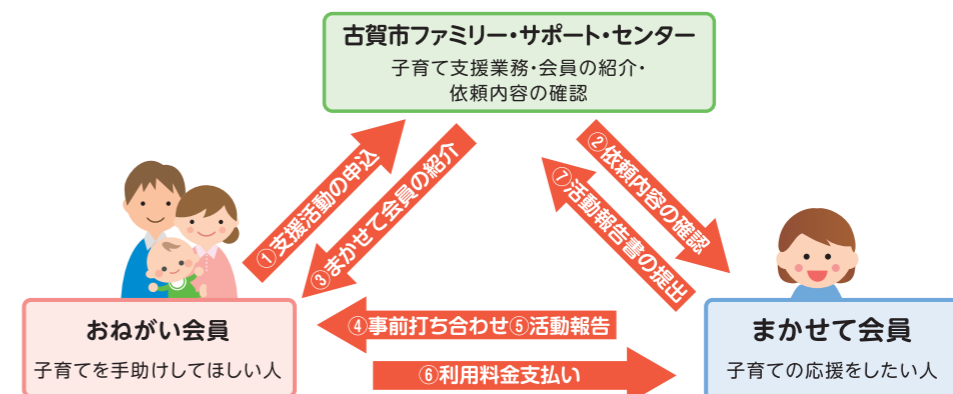 古賀市ファミリー・サポート・センター
子育て支援業務・会員の紹介・
依頼内容の確認
①支援活動の申込
③まかせて会員の紹介
②依頼内容の確認
⑦活動報告書の提出
おねがい会員
子育てを手助けしてほしい人
④事前打ち合わせ⑤活動報告
⑥利用料金支払い
まかせて会員
子育ての応援をしたい人